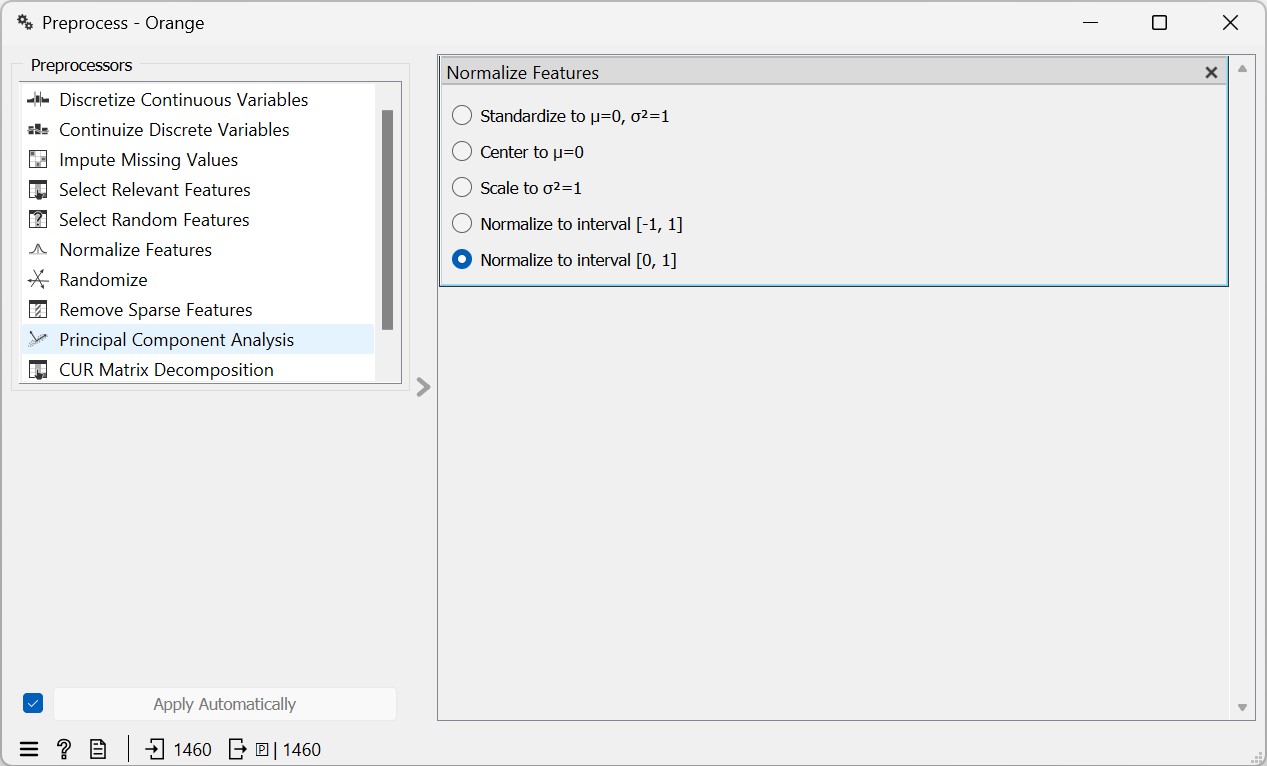 Preprocess - Orange
Preprocessors
Discretize Continuous Variables
Continuize Discrete Variables
Impute Missing Values
Select Relevant Features
Select Random Features
Normalize Features
Randomize
Remove Sparse Features
Principal Component Analysis
CUR Matrix Decomposition
Apply Automatically
Normalize Features
Standardize to μ=0, σ²=1
Center to μ=0
Scale to σ²=1
Normalize to interval [-1, 1]
Normalize to interval [0, 1]
? 1460 P | 1460